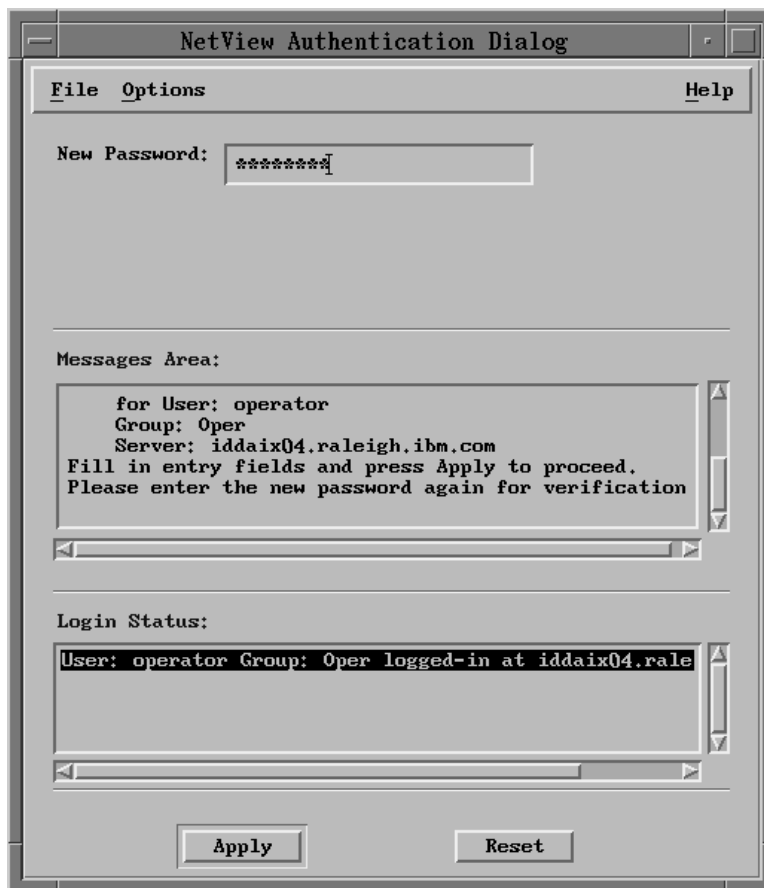 NetView Authentication Dialog
File Options Help
New Password: ********
Messages Area:
for User: operator
Group: Oper
Server: iddaix04.raleigh.ibm.com
Fill in entry fields and press Apply to proceed.
Please enter the new password again for verification
Login Status:
User: operator Group: Oper logged-in at iddaix04.rale
Apply Reset